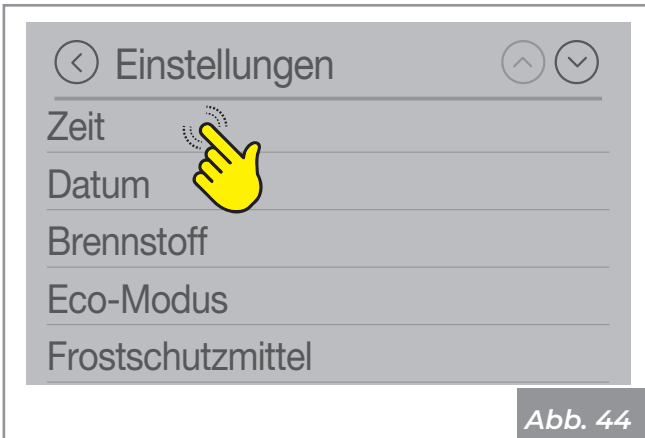 Einstellungen
Zeit
Datum
Brennstoff
Eco-Modus
Frostschutzmittel
Abb. 44